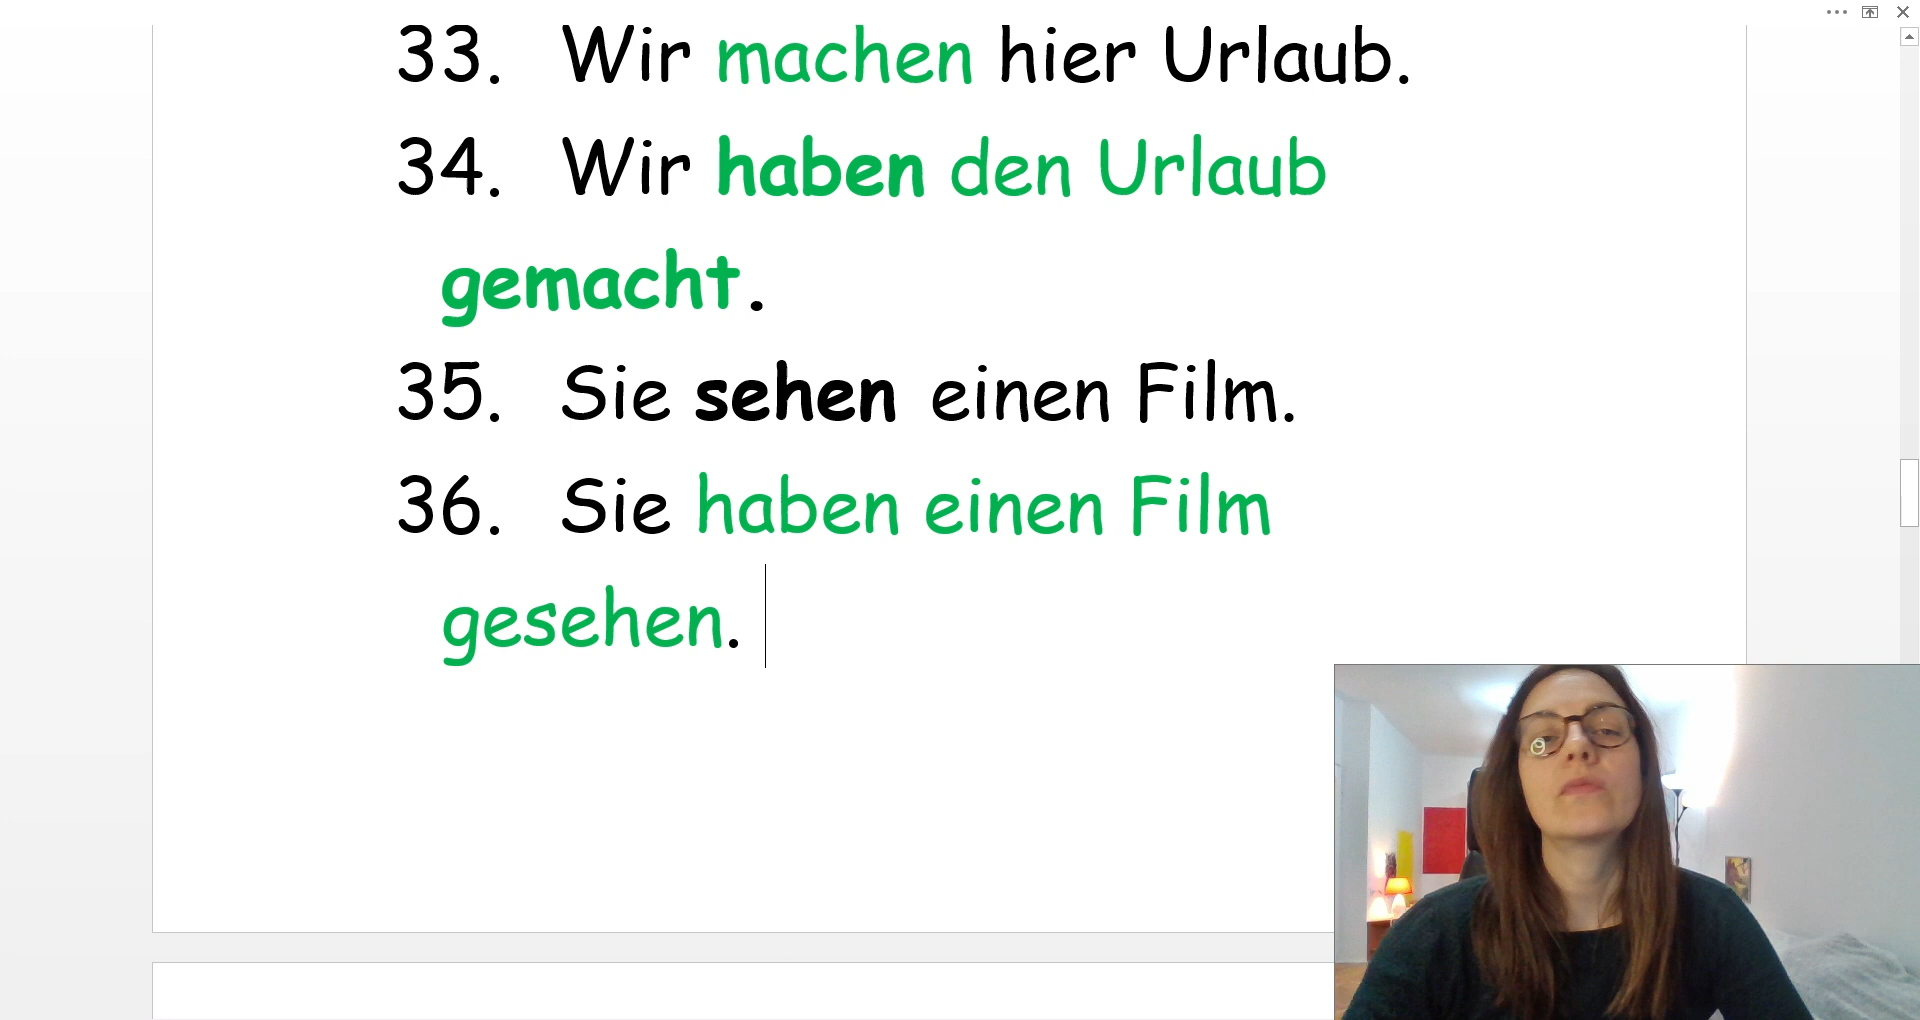 33. Wir machen hier Urlaub.
34. Wir haben den Urlaub
gemacht.
35. Sie sehen einen Film.
36. Sie haben einen Film
gesehen.